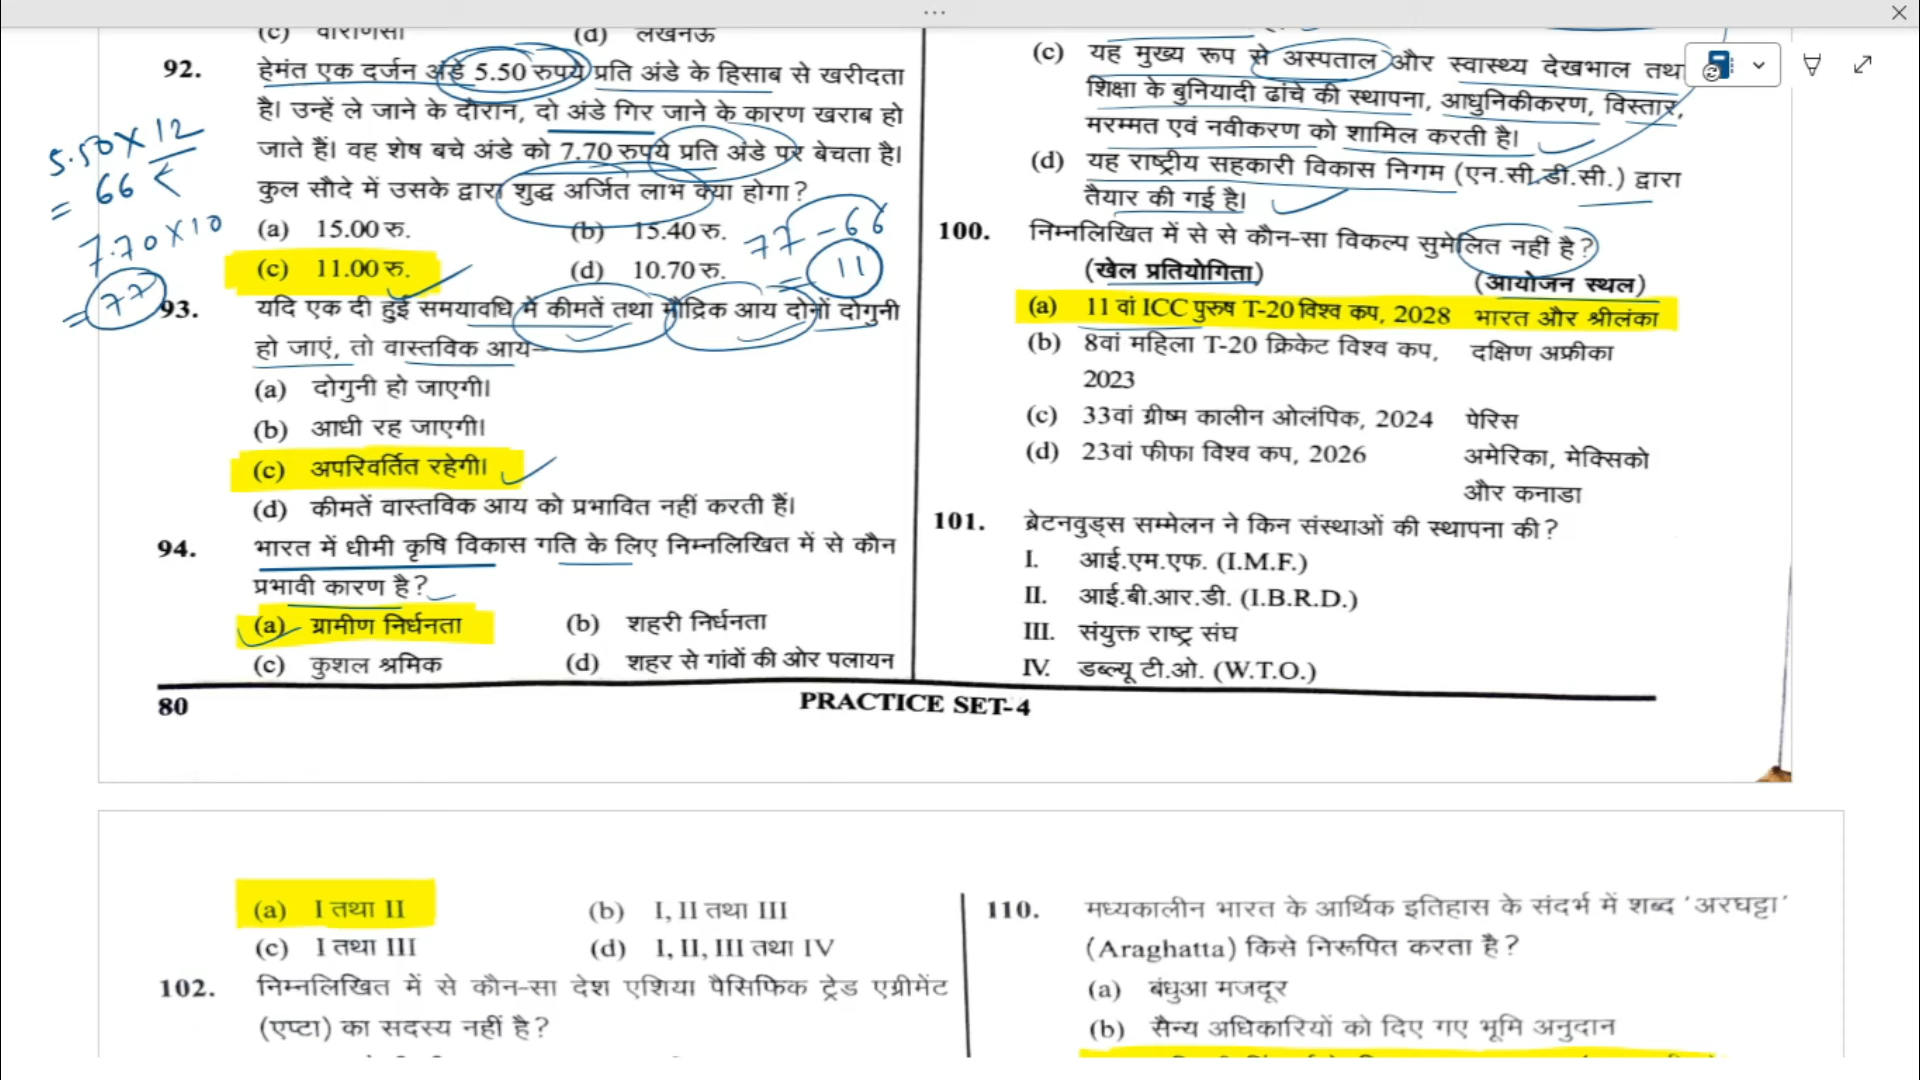 (c) वाराणसी (d) लखनऊ
92. हेमंत एक दर्जन अंडे 5.50 रुपये प्रति अंडे के हिसाब से खरीदता
है। उन्हें ले जाने के दौरान, दो अंडे गिर जाने के कारण खराब हो
जाते हैं। वह शेष बचे अंडे को 7.70 रुपये प्रति अंडे पर बेचता है।
कुल सौदे में उसके द्वारा शुद्ध अर्जित लाभ क्या होगा?
(a) 15.00 रु. (b) 15.40 रु.
(c) 11.00 रु. (d) 10.70 रु.
5.50 X 12
= 66
7.70 X 10
= 77
77 - 66
= 11
93. यदि एक दी हुई समयावधि में कीमतें तथा मौद्रिक आय दोनों दोगुनी
हो जाएं, तो वास्तविक आय–
(a) दोगुनी हो जाएगी।
(b) आधी रह जाएगी।
(c) अपरिवर्तित रहेगी।
(d) कीमतें वास्तविक आय को प्रभावित नहीं करती हैं।
94. भारत में धीमी कृषि विकास गति के लिए निम्नलिखित में से कौन
प्रभावी कारण है?
(a) ग्रामीण निर्धनता (b) शहरी निर्धनता
(c) कुशल श्रमिक (d) शहर से गांवों की ओर पलायन
(c) यह मुख्य रूप से अस्पताल और स्वास्थ्य देखभाल तथा
शिक्षा के बुनियादी ढांचे की स्थापना, आधुनिकीकरण, विस्तार,
मरम्मत एवं नवीकरण को शामिल करती है।
(d) यह राष्ट्रीय सहकारी विकास निगम (एन.सी.डी.सी.) द्वारा
तैयार की गई है।
100. निम्नलिखित में से से कौन-सा विकल्प सुमेलित नहीं है?
(खेल प्रतियोगिता) (आयोजन स्थल)
(a) 11 वां ICC पुरुष T-20 विश्व कप, 2028 भारत और श्रीलंका
(b) 8वां महिला T-20 क्रिकेट विश्व कप, दक्षिण अफ्रीका
2023
(c) 33वां ग्रीष्म कालीन ओलंपिक, 2024 पेरिस
(d) 23वां फीफा विश्व कप, 2026 अमेरिका, मेक्सिको
और कनाडा
101. ब्रेटनवुड्स सम्मेलन ने किन संस्थाओं की स्थापना की?
I. आई.एम.एफ. (I.M.F.)
II. आई.बी.आर.डी. (I.B.R.D.)
III. संयुक्त राष्ट्र संघ
IV. डब्ल्यू टी.ओ. (W.T.O.)
80 PRACTICE SET-4
(a) I तथा II (b) I, II तथा III
(c) I तथा III (d) I, II, III तथा IV
102. निम्नलिखित में से कौन-सा देश एशिया पैसिफिक ट्रेड एग्रीमेंट
(एप्टा) का सदस्य नहीं है?
110. मध्यकालीन भारत के आर्थिक इतिहास के संदर्भ में शब्द 'अरघट्टा'
(Araghatta) किसे निरूपित करता है?
(a) बंधुआ मजदूर
(b) सैन्य अधिकारियों को दिए गए भूमि अनुदान